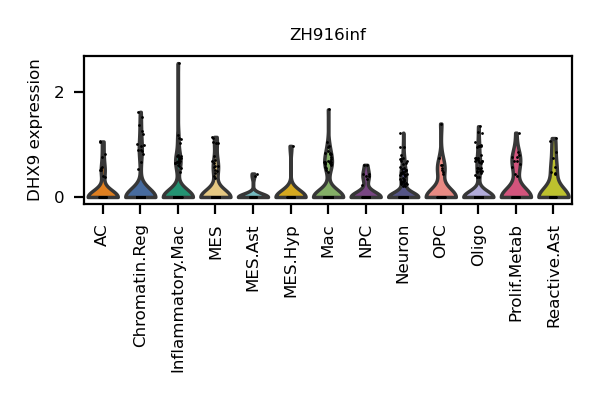 ZH916inf
DHX9 expression
2
0
AC
Chromatin.Reg
Inflammatory.Mac
MES
MES.Ast
MES.Hyp
Mac
NPC
Neuron
OPC
Oligo
Prolif.Metab
Reactive.Ast